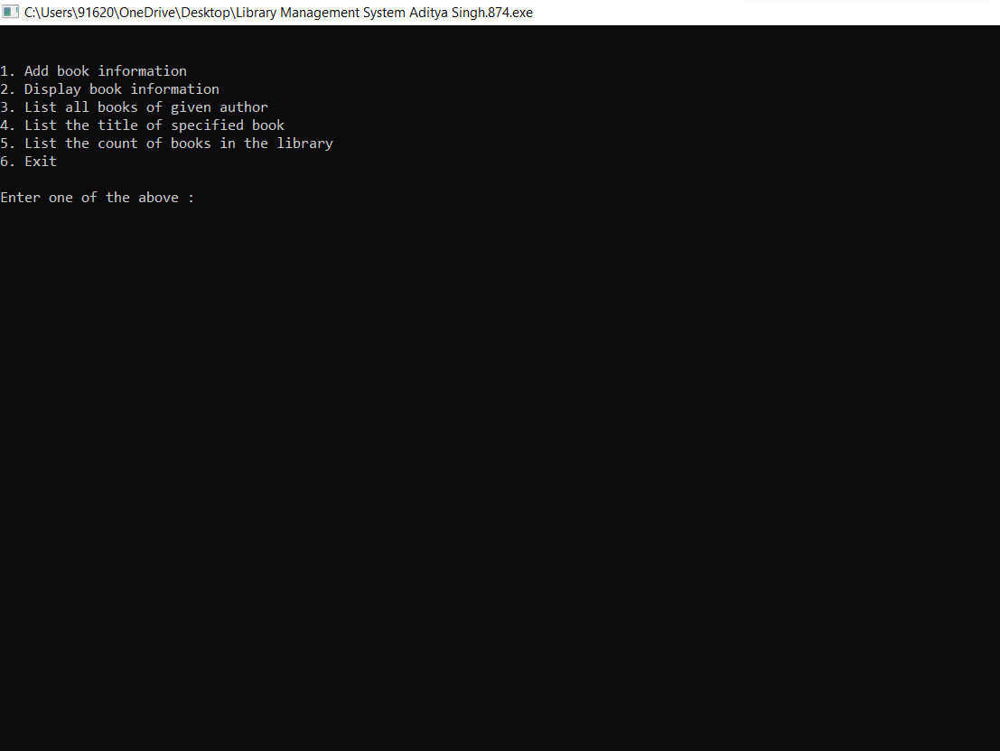 C:\Users\91620\OneDrive\Desktop\Library Management System Aditya Singh.874.exe
1. Add book information
2. Display book information
3. List all books of given author
4. List the title of specified book
5. List the count of books in the library
6. Exit
Enter one of the above :